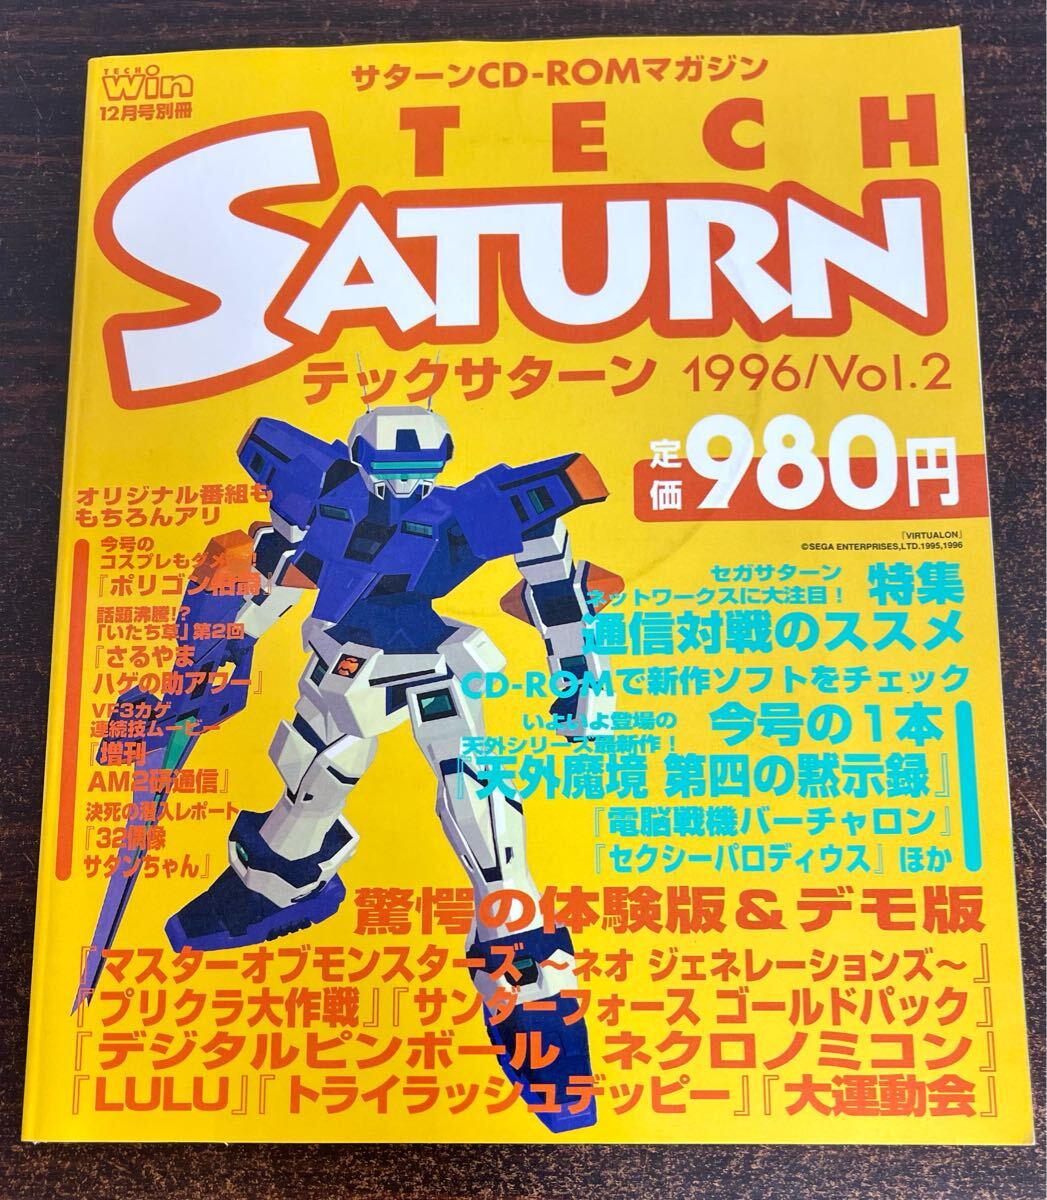 TECH
Win
12月号別冊
サターンCD-ROMマガジン
TECH
SATURN
テックサターン 1996/Vol.2
定価980円
『VIRTUALON』
©SEGA ENTERPRISES,LTD.1995,1996
オリジナル番組も
もちろんアリ
今号の
コスプレもダメ!
『ポリゴン
話題沸騰!?
「いたち草」第2回
『さるやま
ハゲの助アワー』
VF3カゲ
連続技ムービー
『増刊
AM2研通信』
決死の潜入レポート
『32偶像
サタンちゃん』
セガサターン
ネットワークスに大注目! 特集
通信対戦のススメ
CD-ROMで新作ソフトをチェック
いよいよ登場の
天外シリーズ最新作! 今号の1本
『天外魔境 第四の黙示録』
『電脳戦機バーチャロン』
『セクシーパロディウス』ほか
驚愕の体験版&デモ版
『マスターオブモンスターズ ～ネオ ジェネレーションズ～』
『プリクラ大作戦』『サンダーフォース ゴールドパック』
『デジタルピンボール ネクロノミコン』
『LULU』『トライラッシュデッピー』『大運動会』